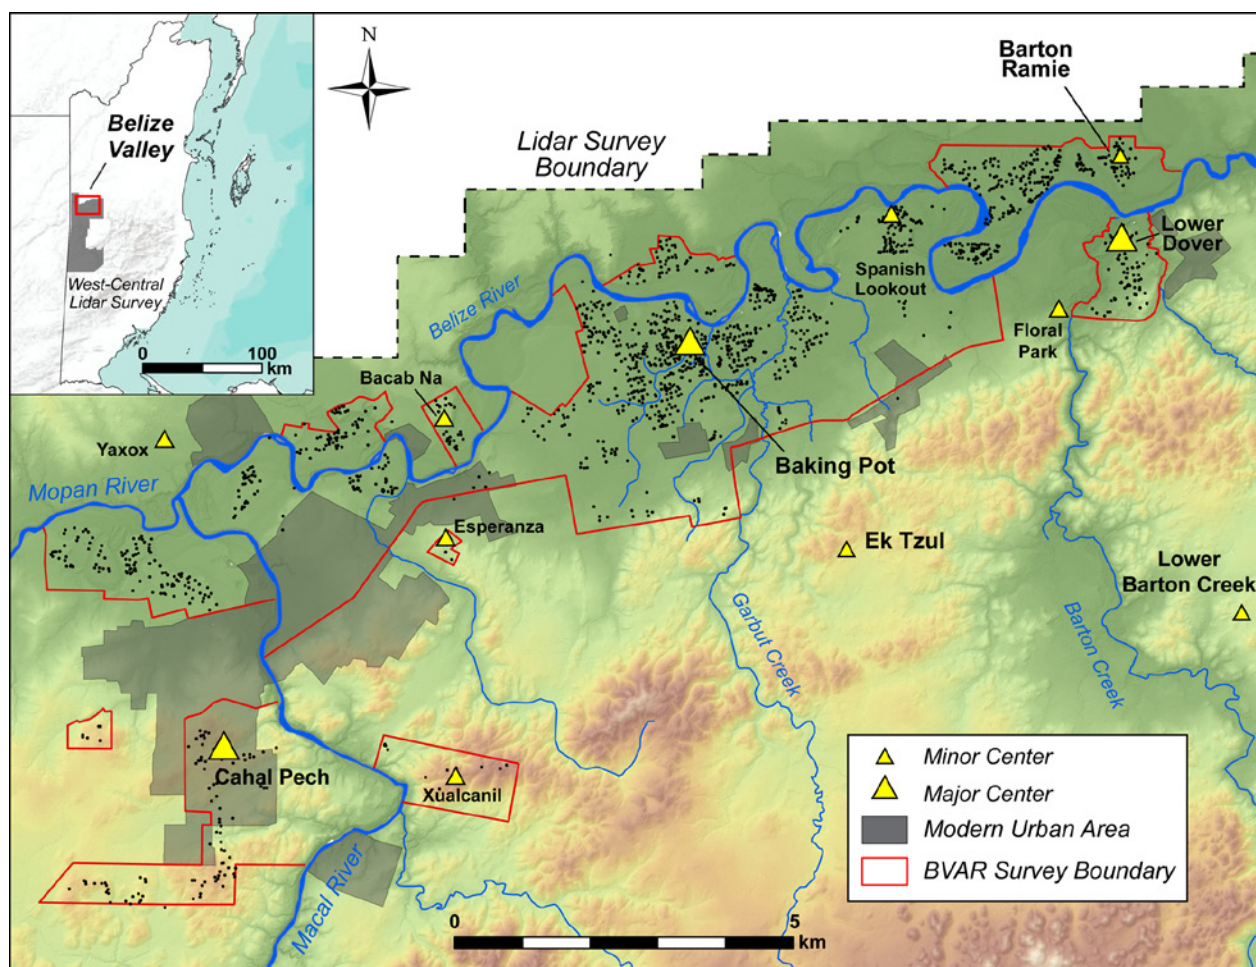 N
Belize
Valley
West-Central
Lidar Survey
0
100
km
Lidar Survey
Boundary
Barton
Ramie
Belize River
Spanish
Lookout
Lower
Dover
Floral
Park
Bacab Na
Yaxox
Mopan River
Baking Pot
Esperanza
Ek Tzul
Lower
Barton Creek
Garbut Creek
Barton Creek
Cahal Pech
Xualcanil
Macal River
Minor Center
Major Center
Modern Urban Area
BVAR Survey Boundary
0
5
km